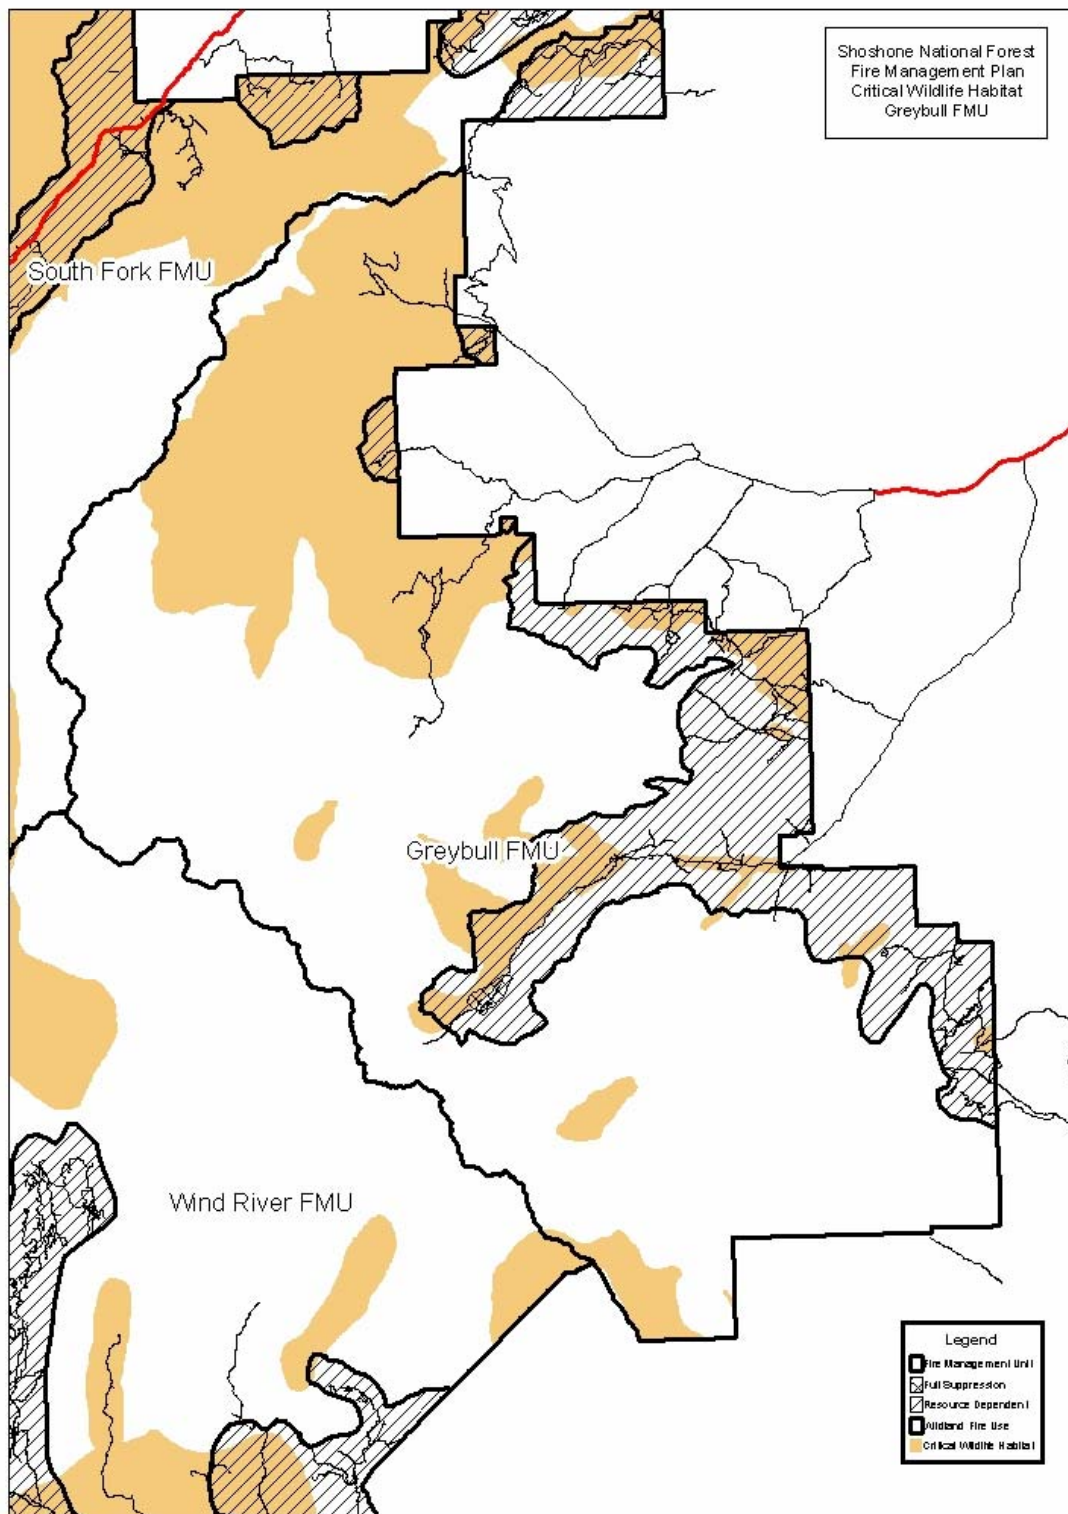 Shoshone National Forest
Fire Management Plan
Critical Wildlife Habitat
Greybull FMU
South Fork FMU
Greybull FMU
Wind River FMU
Legend
Fire Management Unit
Full Suppression
Resource Dependent
Wildland Fire Use
Critical Wildlife Habitat